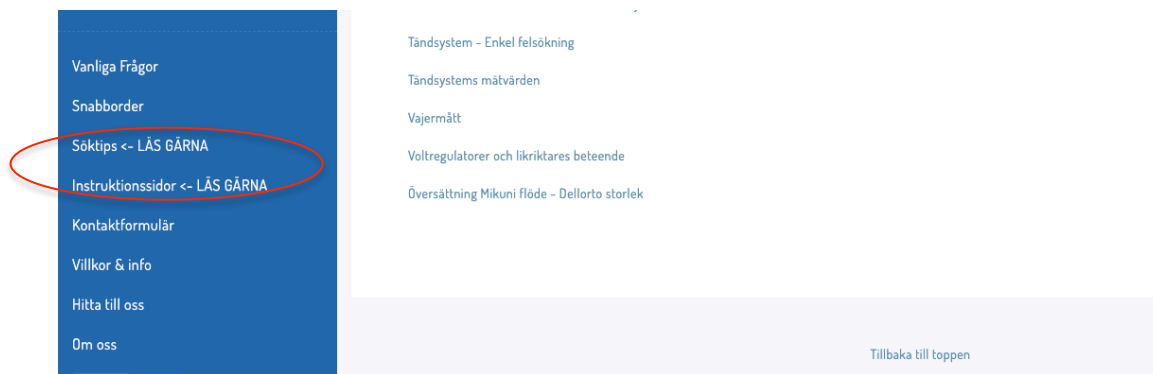 Vanliga Frågor
Snabborder
Söktips <- LÄS GÄRNA
Instruktionssidor <- LÄS GÄRNA
Kontaktformulär
Villkor & info
Hitta till oss
Om oss
Tändsystem - Enkel felsökning
Tändsystems mätvärden
Vajermått
Voltregulatorer och likriktares beteende
Översättning Mikuni flöde - Dellorto storlek
Tillbaka till toppen